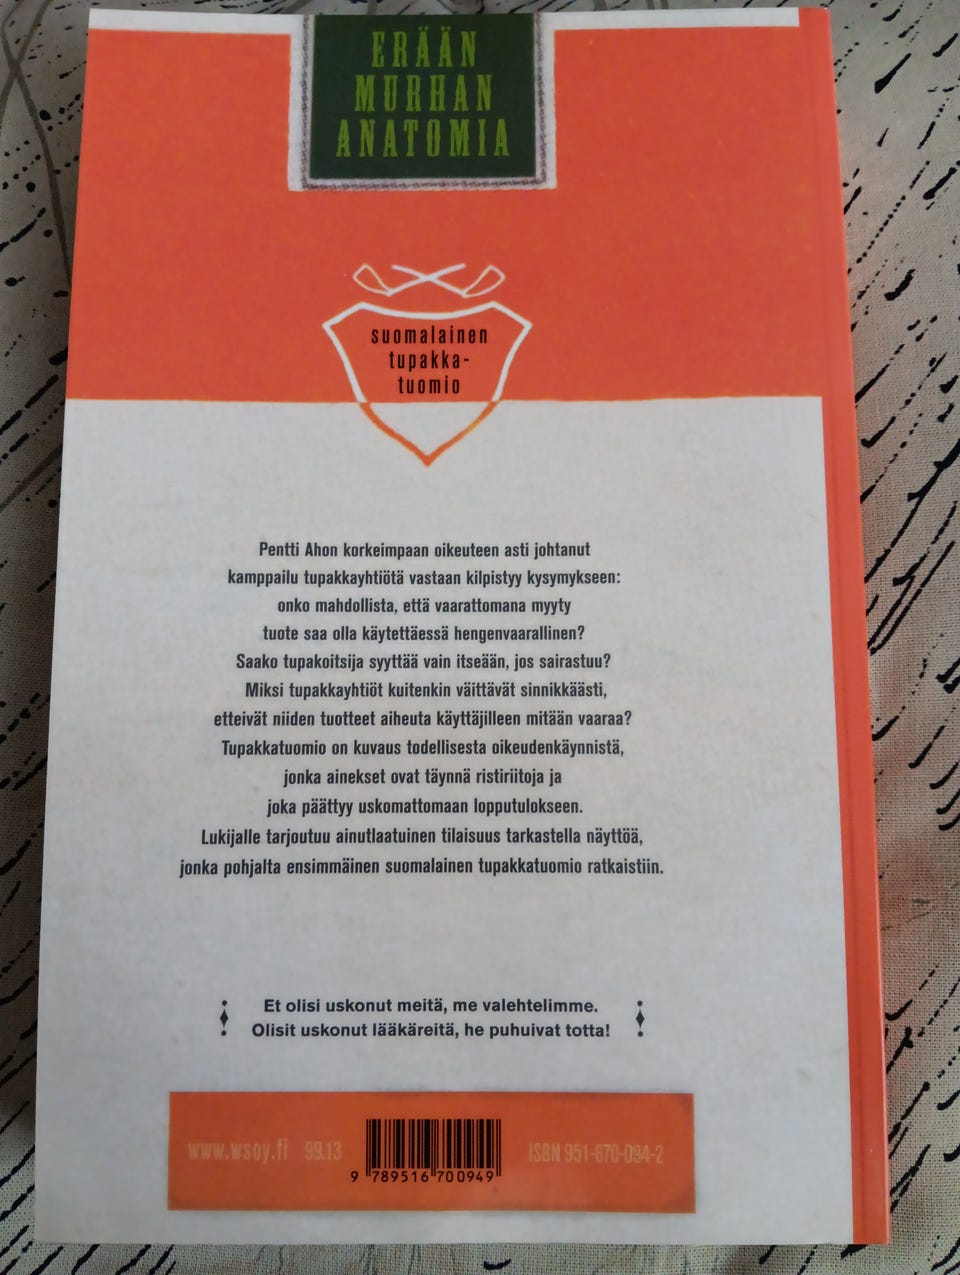 ERÄÄN
MURHAN
ANATOMIA
suomalainen
tupakka-
tuomio
Pentti Ahon korkeimpaan oikeuteen asti johtanut
kamppailu tupakkayhtiötä vastaan kilpistyy kysymykseen:
onko mahdollista, että vaarattomana myyty
tuote saa olla käytettäessä hengenvaarallinen?
Saako tupakoitsija syyttää vain itseään, jos sairastuu?
Miksi tupakkayhtiöt kuitenkin väittävät sinnikkäästi,
etteivät niiden tuotteet aiheuta käyttäjilleen mitään vaaraa?
Tupakkatuomio on kuvaus todellisesta oikeudenkäynnistä,
jonka ainekset ovat täynnä ristiriitoja ja
joka päättyy uskomattomaan lopputulokseen.
Lukijalle tarjoutuu ainutlaatuinen tilaisuus tarkastella näyttöä,
jonka pohjalta ensimmäinen suomalainen tupakkatuomio ratkaistiin.
Et olisi uskonut meitä, me valehtelimme.
Olisit uskonut lääkäreitä, he puhuivat totta!
www.wsoy.fi 99.13 ISBN 951-670-094-2
9 789516 700949